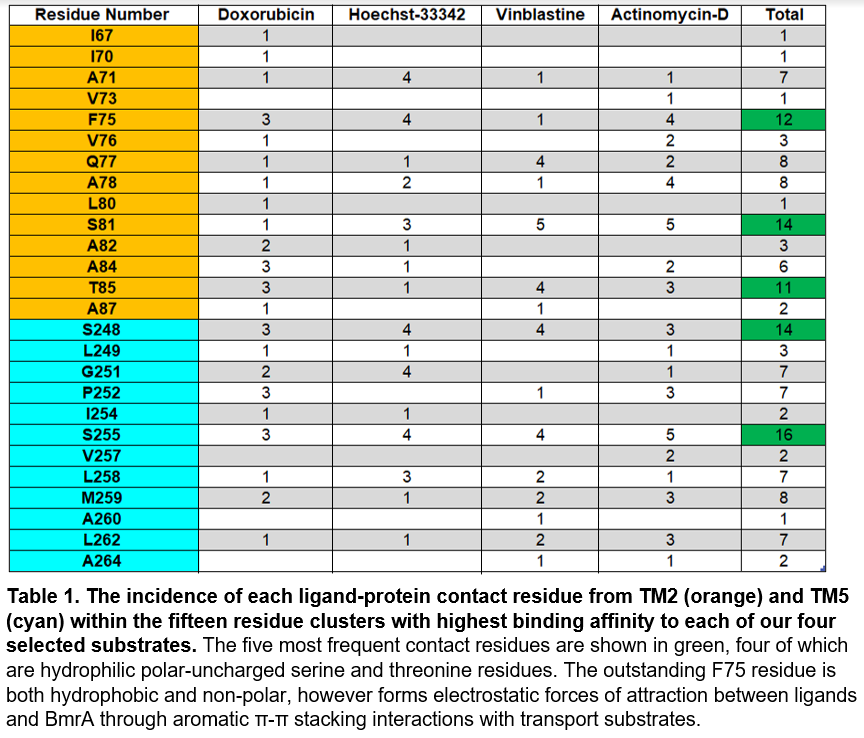 Residue Number Doxorubicin Hoechst-33342 Vinblastine Actinomycin-D Total
I67 1 1
I70 1 1
A71 1 4 1 1 7
V73 1 1
F75 3 4 1 4 12
V76 1 2 3
Q77 1 1 4 2 8
A78 1 2 1 4 8
L80 1 1
S81 1 3 5 5 14
A82 2 1 3
A84 3 1 2 6
T85 3 1 4 3 11
A87 1 1 2
S248 3 4 4 3 14
L249 1 1 1 3
G251 2 4 1 7
P252 3 1 3 7
I254 1 1 2
S255 3 4 4 5 16
V257 2 2
L258 1 3 2 1 7
M259 2 1 2 3 8
A260 1 1
L262 1 1 2 3 7
A264 1 1 2
Table 1. The incidence of each ligand-protein contact residue from TM2 (orange) and TM5
(cyan) within the fifteen residue clusters with highest binding affinity to each of our four
selected substrates. The five most frequent contact residues are shown in green, four of which
are hydrophilic polar-uncharged serine and threonine residues. The outstanding F75 residue is
both hydrophobic and non-polar, however forms electrostatic forces of attraction between ligands
and BmrA through aromatic π-π stacking interactions with transport substrates.